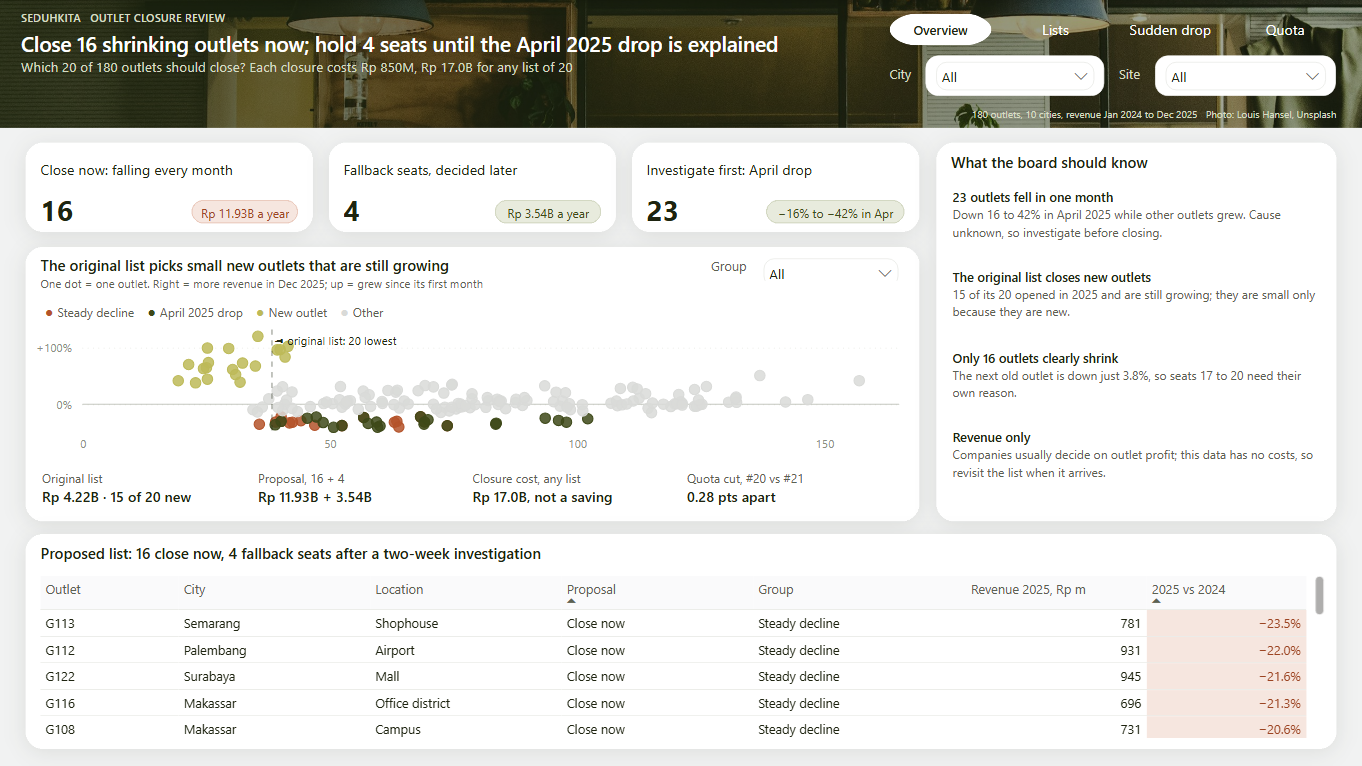 SEDUHKITA OUTLET CLOSURE REVIEW
Close 16 shrinking outlets now; hold 4 seats until the April 2025 drop is explained
Which 20 of 180 outlets should close? Each closure costs Rp 850M, Rp 17.0B for any list of 20
Overview
Lists
Sudden drop
Quota
City
All
Site
All
180 outlets, 10 cities, revenue Jan 2024 to Dec 2025 Photo: Louis Hansel, Unsplash
Close now: falling every month
16
Rp 11.93B a year
Fallback seats, decided later
4
Rp 3.54B a year
Investigate first: April drop
23
−16% to −42% in Apr
What the board should know
23 outlets fell in one month
Down 16 to 42% in April 2025 while other outlets grew. Cause
unknown, so investigate before closing.
The original list closes new outlets
15 of its 20 opened in 2025 and are still growing; they are small only
because they are new.
Only 16 outlets clearly shrink
The next old outlet is down just 3.8%, so seats 17 to 20 need their
own reason.
Revenue only
Companies usually decide on outlet profit; this data has no costs, so
revisit the list when it arrives.
The original list picks small new outlets that are still growing
One dot = one outlet. Right = more revenue in Dec 2025; up = grew since its first month
Group
All
Steady decline
April 2025 drop
New outlet
Other
◄ original list: 20 lowest
+100%
0%
0
50
100
150
Original list
Rp 4.22B · 15 of 20 new
Proposal, 16 + 4
Rp 11.93B + 3.54B
Closure cost, any list
Rp 17.0B, not a saving
Quota cut, #20 vs #21
0.28 pts apart
Proposed list: 16 close now, 4 fallback seats after a two-week investigation
Outlet City Location Proposal Group Revenue 2025, Rp m 2025 vs 2024
G113 Semarang Shophouse Close now Steady decline 781 −23.5%
G112 Palembang Airport Close now Steady decline 931 −22.0%
G122 Surabaya Mall Close now Steady decline 945 −21.6%
G116 Makassar Office district Close now Steady decline 696 −21.3%
G108 Makassar Campus Close now Steady decline 731 −20.6%